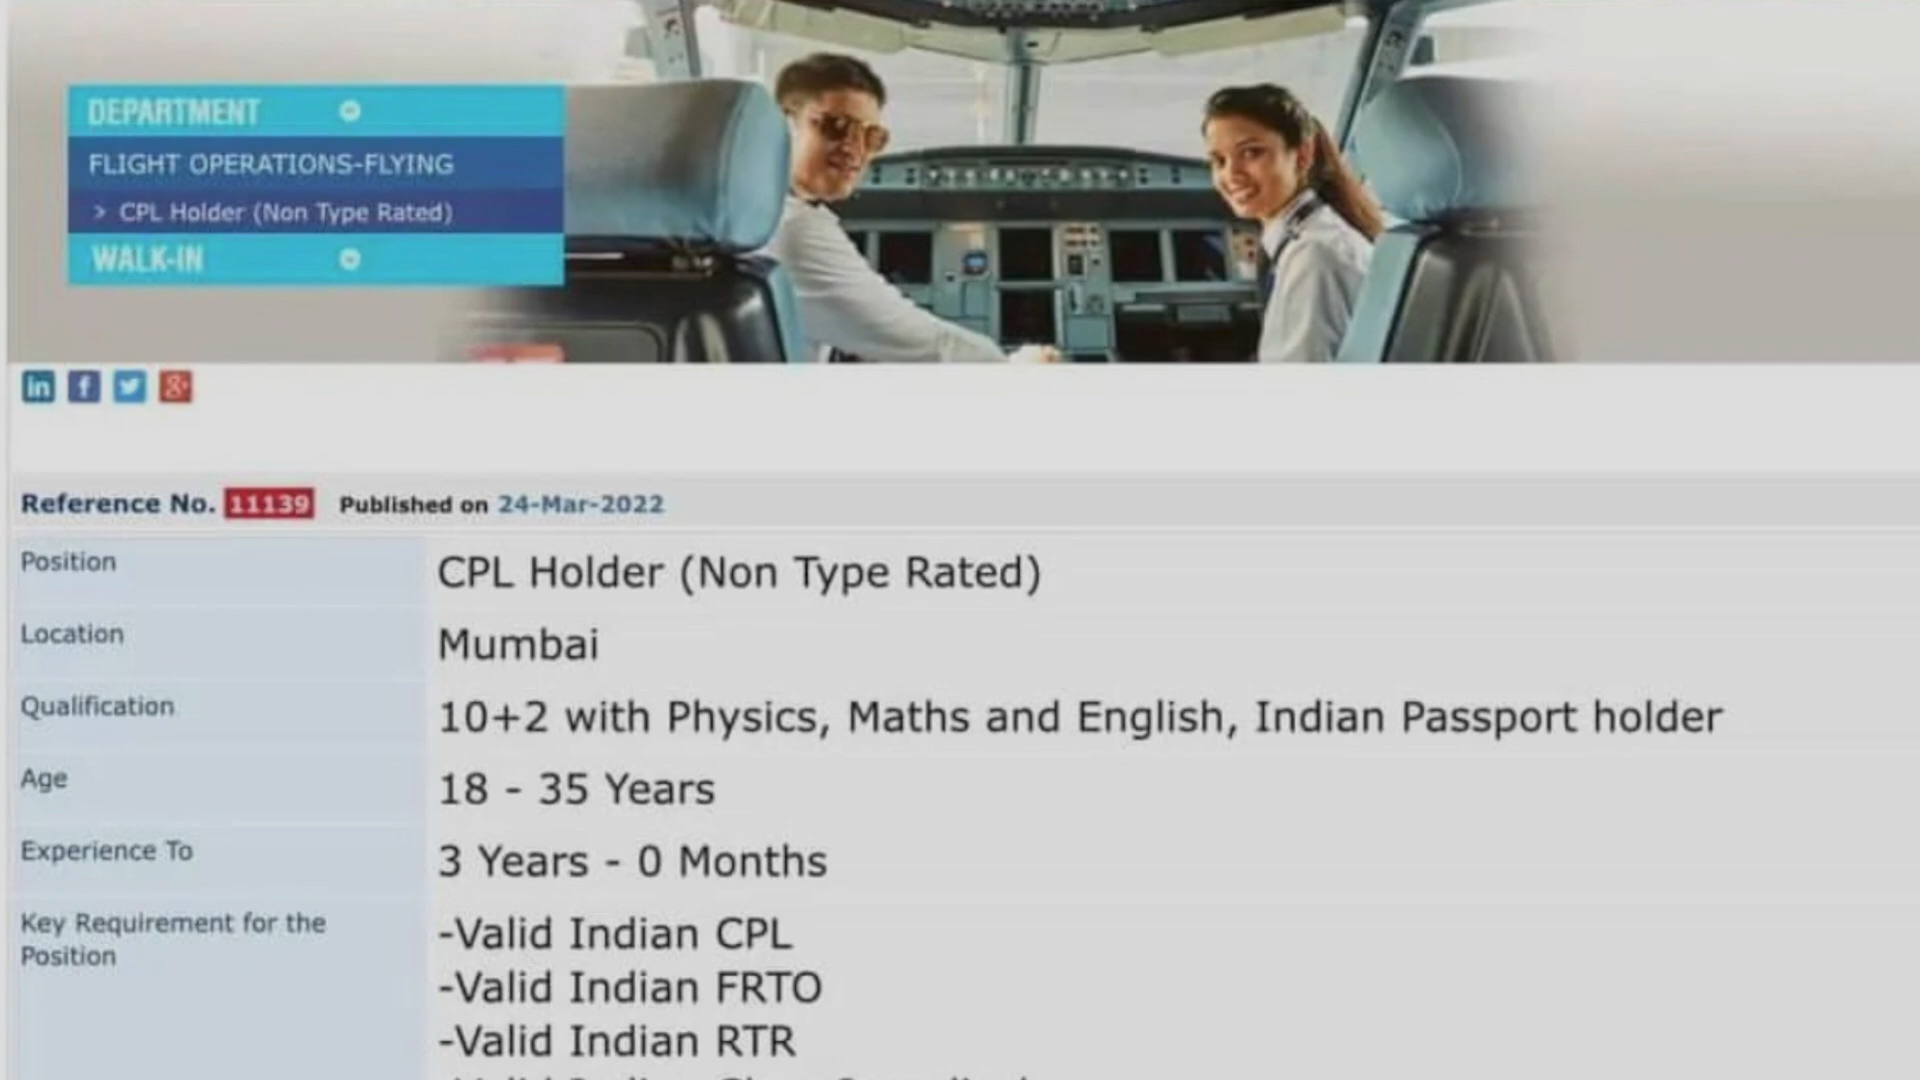 DEPARTMENT
FLIGHT OPERATIONS-FLYING
> CPL Holder (Non Type Rated)
WALK-IN
in f 8+
Reference No. 11139 Published on 24-Mar-2022
Position CPL Holder (Non Type Rated)
Location Mumbai
Qualification 10+2 with Physics, Maths and English, Indian Passport holder
Age 18 - 35 Years
Experience To 3 Years - 0 Months
Key Requirement for the
Position
-Valid Indian CPL
-Valid Indian FRTO
-Valid Indian RTR